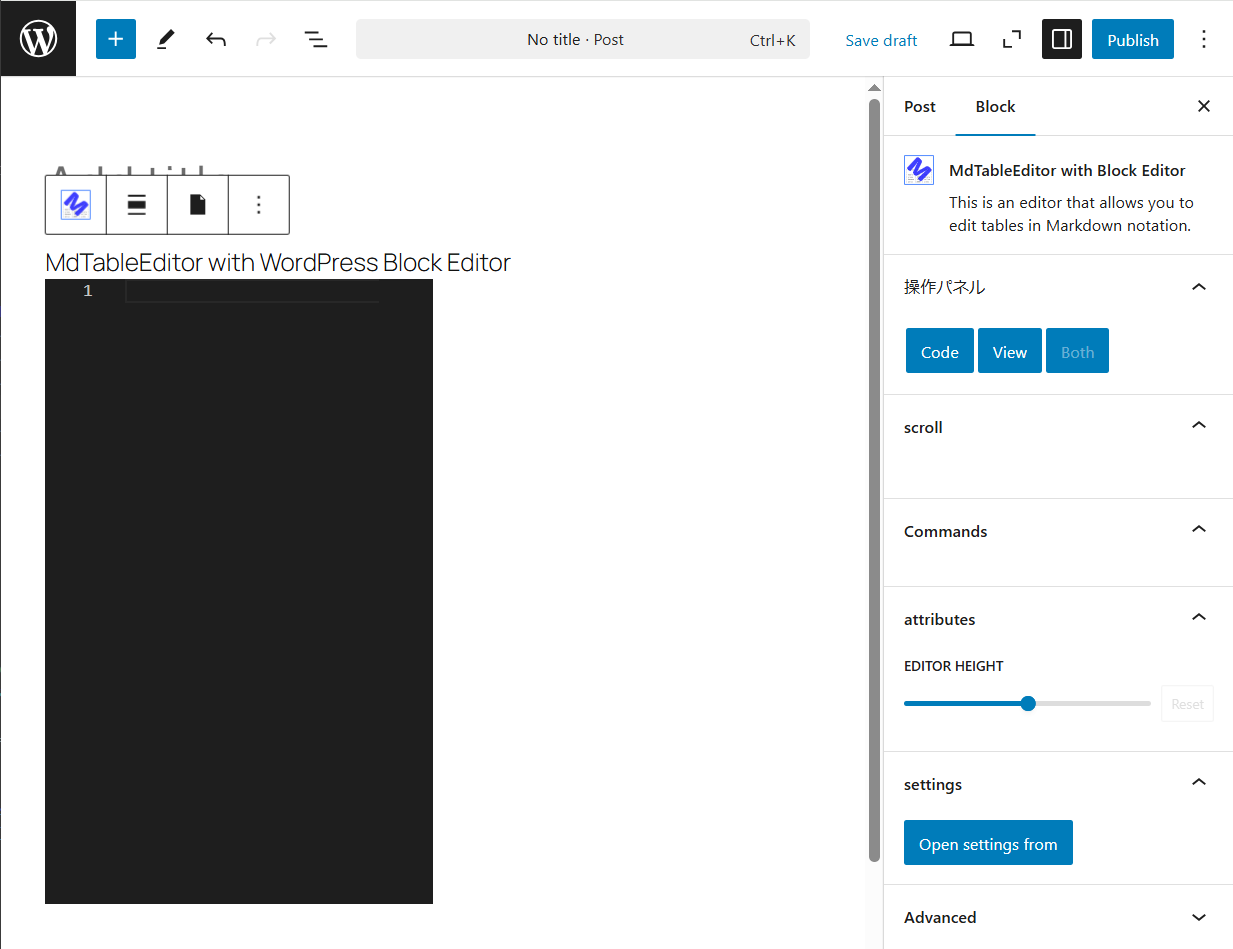 No title · Post
Ctrl+K
Save draft
Publish
Add title
MdTableEditor with WordPress Block Editor
1
Post
Block
MdTableEditor with Block Editor
This is an editor that allows you to
edit tables in Markdown notation.
操作パネル
Code
View
Both
scroll
Commands
attributes
EDITOR HEIGHT
Reset
settings
Open settings from
Advanced